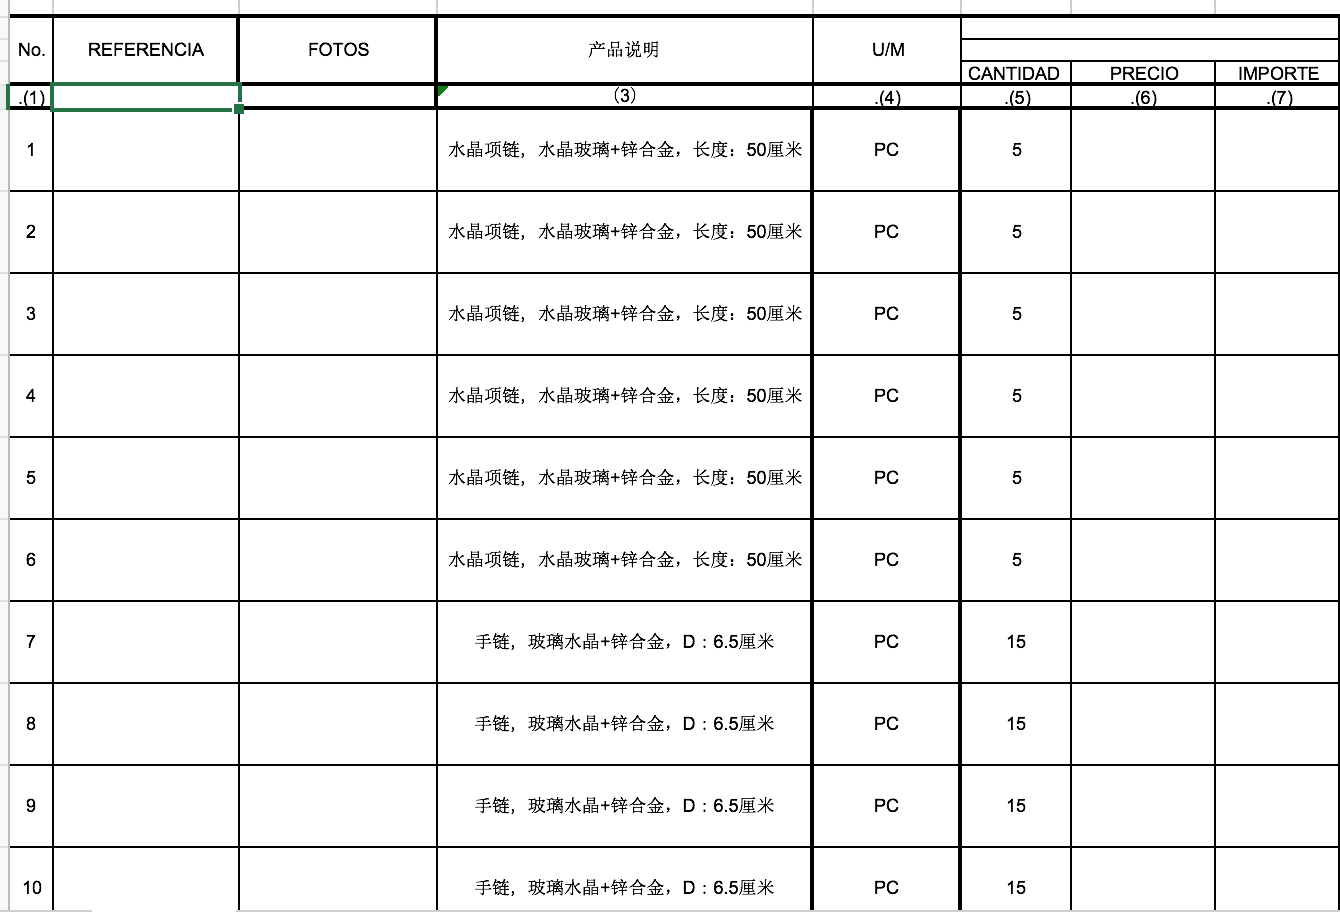 No. REFERENCIA FOTOS 产品说明 U/M
CANTIDAD PRECIO IMPORTE
.(1) (3) .(4) .(5) .(6) .(7)
1 水晶项链, 水晶玻璃+锌合金，长度：50厘米 PC 5
2 水晶项链, 水晶玻璃+锌合金，长度：50厘米 PC 5
3 水晶项链, 水晶玻璃+锌合金，长度：50厘米 PC 5
4 水晶项链, 水晶玻璃+锌合金，长度：50厘米 PC 5
5 水晶项链, 水晶玻璃+锌合金，长度：50厘米 PC 5
6 水晶项链, 水晶玻璃+锌合金，长度：50厘米 PC 5
7 手链, 玻璃水晶+锌合金，D : 6.5厘米 PC 15
8 手链, 玻璃水晶+锌合金，D : 6.5厘米 PC 15
9 手链, 玻璃水晶+锌合金，D : 6.5厘米 PC 15
10 手链, 玻璃水晶+锌合金，D : 6.5厘米 PC 15